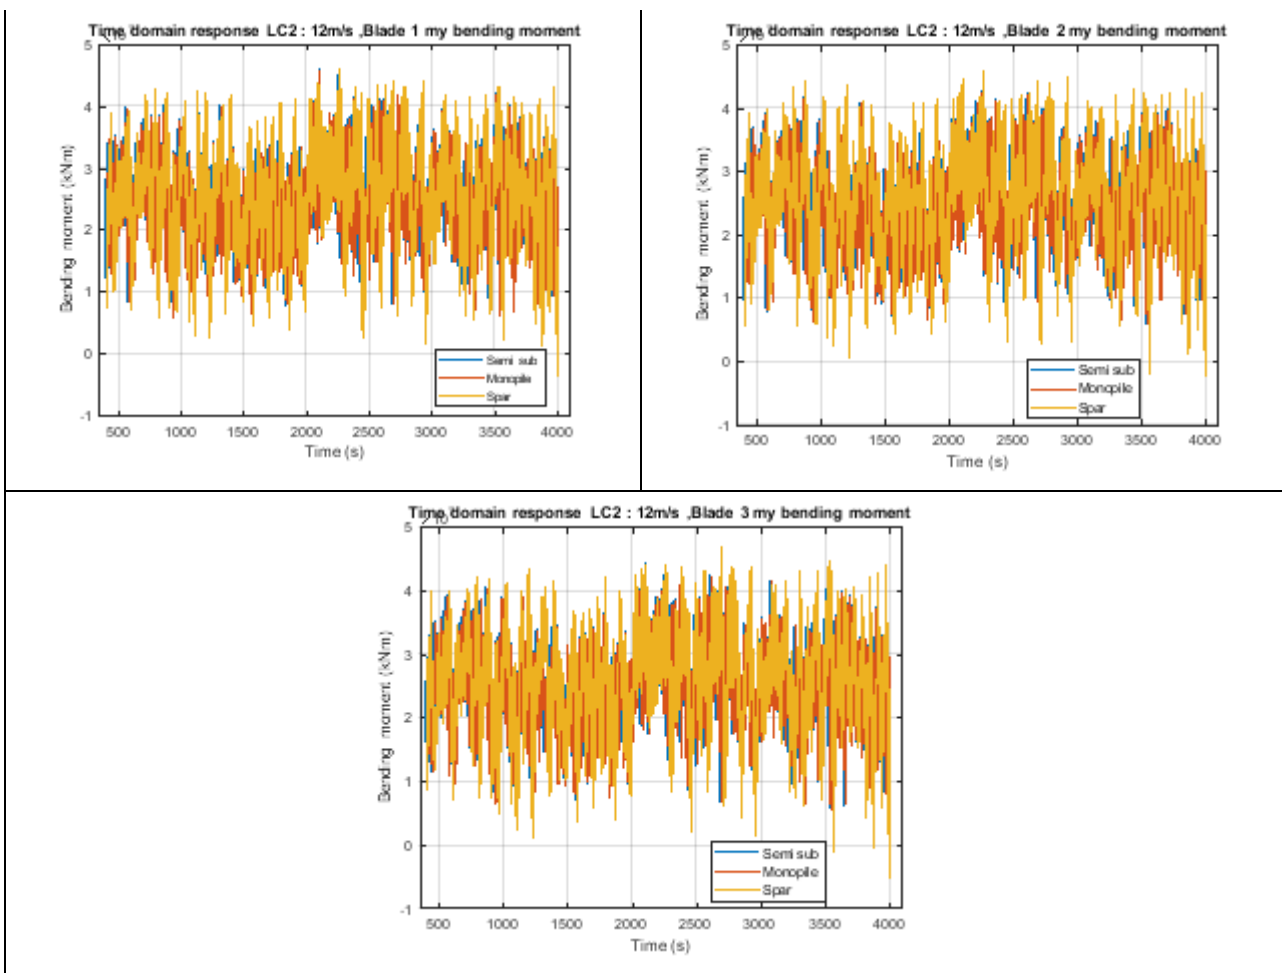 Time domain response LC2 : 12m/s ,Blade 1 my bending moment
5
4
3
2
1
0
-1
Bending moment (kNm)
Semi sub
Monopile
Spar
500 1000 1500 2000 2500 3000 3500 4000
Time (s)
Time domain response LC2 : 12m/s ,Blade 2 my bending moment
5
4
3
2
1
0
-1
Bending moment (kNm)
Semi sub
Monopile
Spar
500 1000 1500 2000 2500 3000 3500 4000
Time (s)
Time domain response LC2 : 12m/s ,Blade 3 my bending moment
5
4
3
2
1
0
-1
Bending moment (kNm)
Semi sub
Monopile
Spar
500 1000 1500 2000 2500 3000 3500 4000
Time (s)